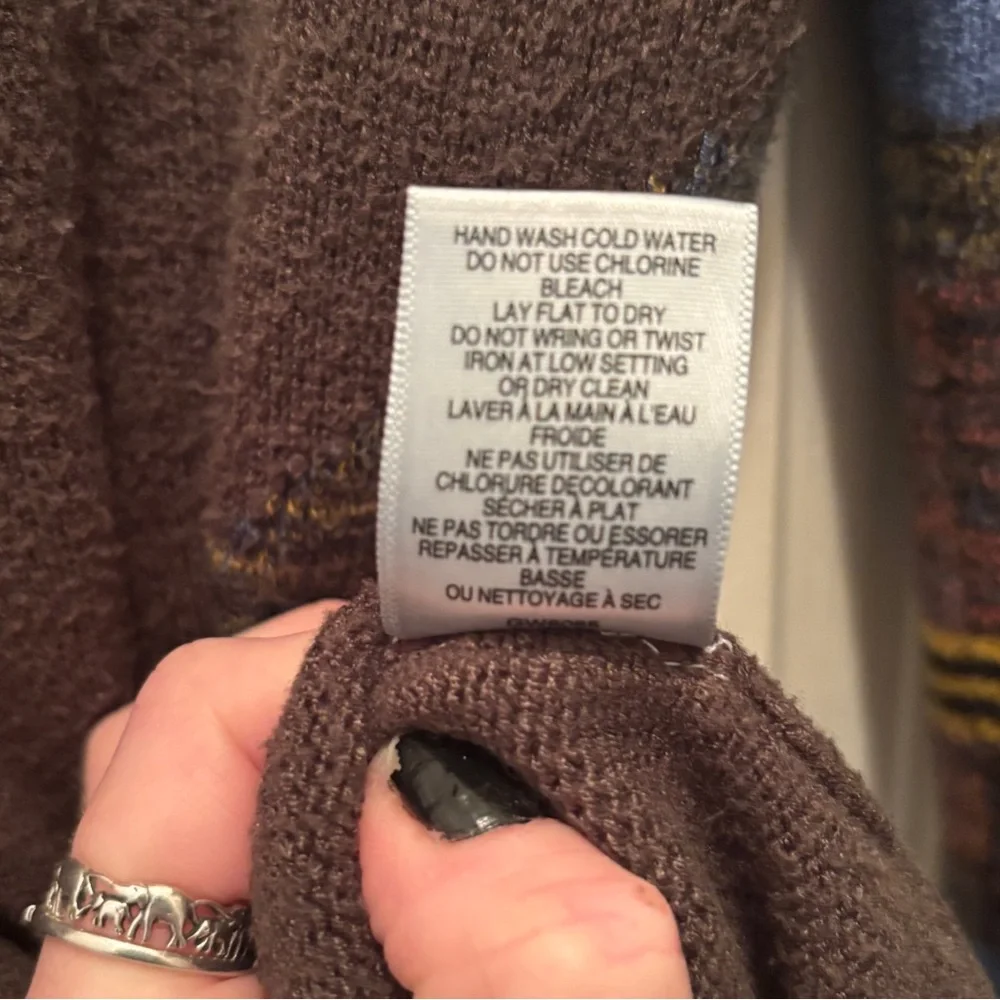 HAND WASH COLD WATER
DO NOT USE CHLORINE
BLEACH
LAY FLAT TO DRY
DO NOT WRING OR TWIST
IRON AT LOW SETTING
OR DRY CLEAN
LAVER À LA MAIN À L'EAU
FROIDE
NE PAS UTILISER DE
CHLORURE DÉCOLORANT
SÉCHER À PLAT
NE PAS TORDRE OU ESSORER
REPASSER À TEMPÉRATURE
BASSE
OU NETTOYAGE À SEC